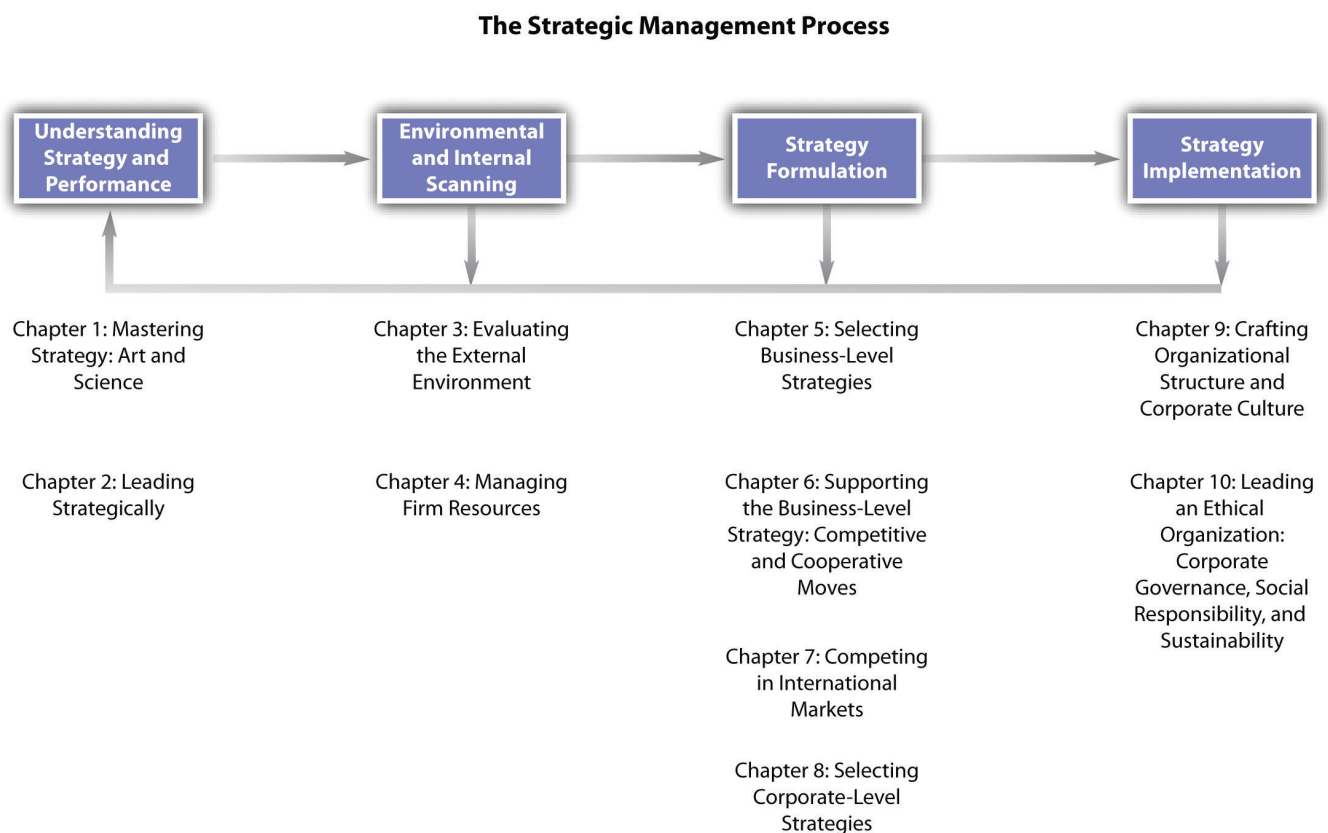 The Strategic Management Process
Understanding
Strategy and
Performance
Environmental
and Internal
Scanning
Strategy
Formulation
Strategy
Implementation
Chapter 1: Mastering
Strategy: Art and
Science
Chapter 2: Leading
Strategically
Chapter 3: Evaluating
the External
Environment
Chapter 4: Managing
Firm Resources
Chapter 5: Selecting
Business-Level
Strategies
Chapter 6: Supporting
the Business-Level
Strategy: Competitive
and Cooperative
Moves
Chapter 7: Competing
in International
Markets
Chapter 8: Selecting
Corporate-Level
Strategies
Chapter 9: Crafting
Organizational
Structure and
Corporate Culture
Chapter 10: Leading
an Ethical
Organization:
Corporate
Governance, Social
Responsibility, and
Sustainability